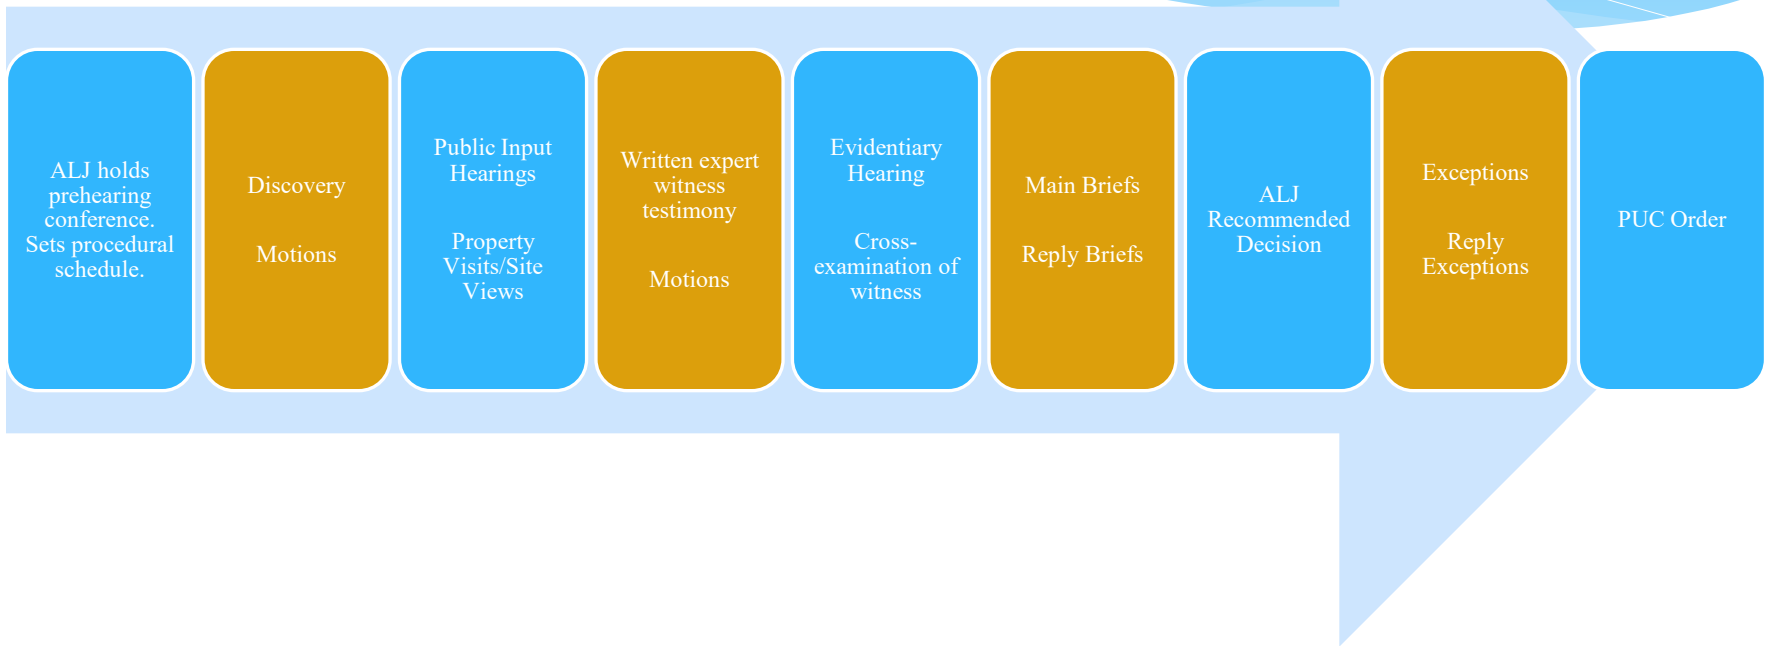 ALJ holds
prehearing
conference.
Sets procedural
schedule.
Discovery
Motions
Public Input
Hearings
Property
Visits/Site
Views
Written expert
witness
testimony
Motions
Evidentiary
Hearing
Cross-
examination of
witness
Main Briefs
Reply Briefs
ALJ
Recommended
Decision
Exceptions
Reply
Exceptions
PUC Order